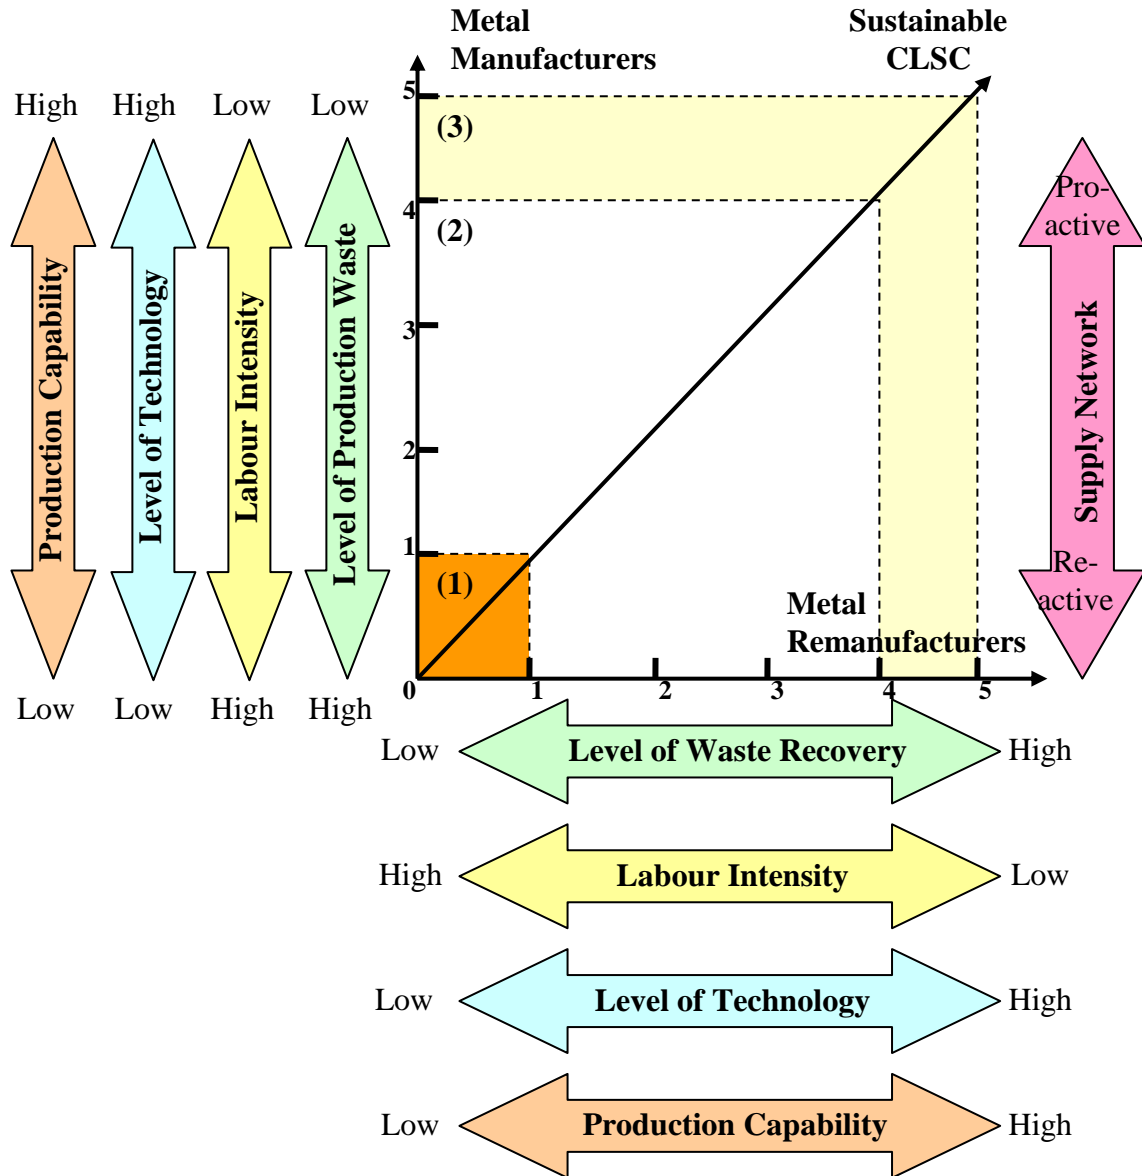 Metal
Manufacturers
Sustainable
CLSC
High
High
Low
Low
5
(3)
4
(2)
3
2
1
(1)
0
1
2
3
4
5
Production Capability
Level of Technology
Labour Intensity
Level of Production Waste
Low
Low
High
High
Pro-
active
Supply Network
Re-
active
Metal
Remanufacturers
Low
Level of Waste Recovery
High
High
Labour Intensity
Low
Low
Level of Technology
High
Low
Production Capability
High